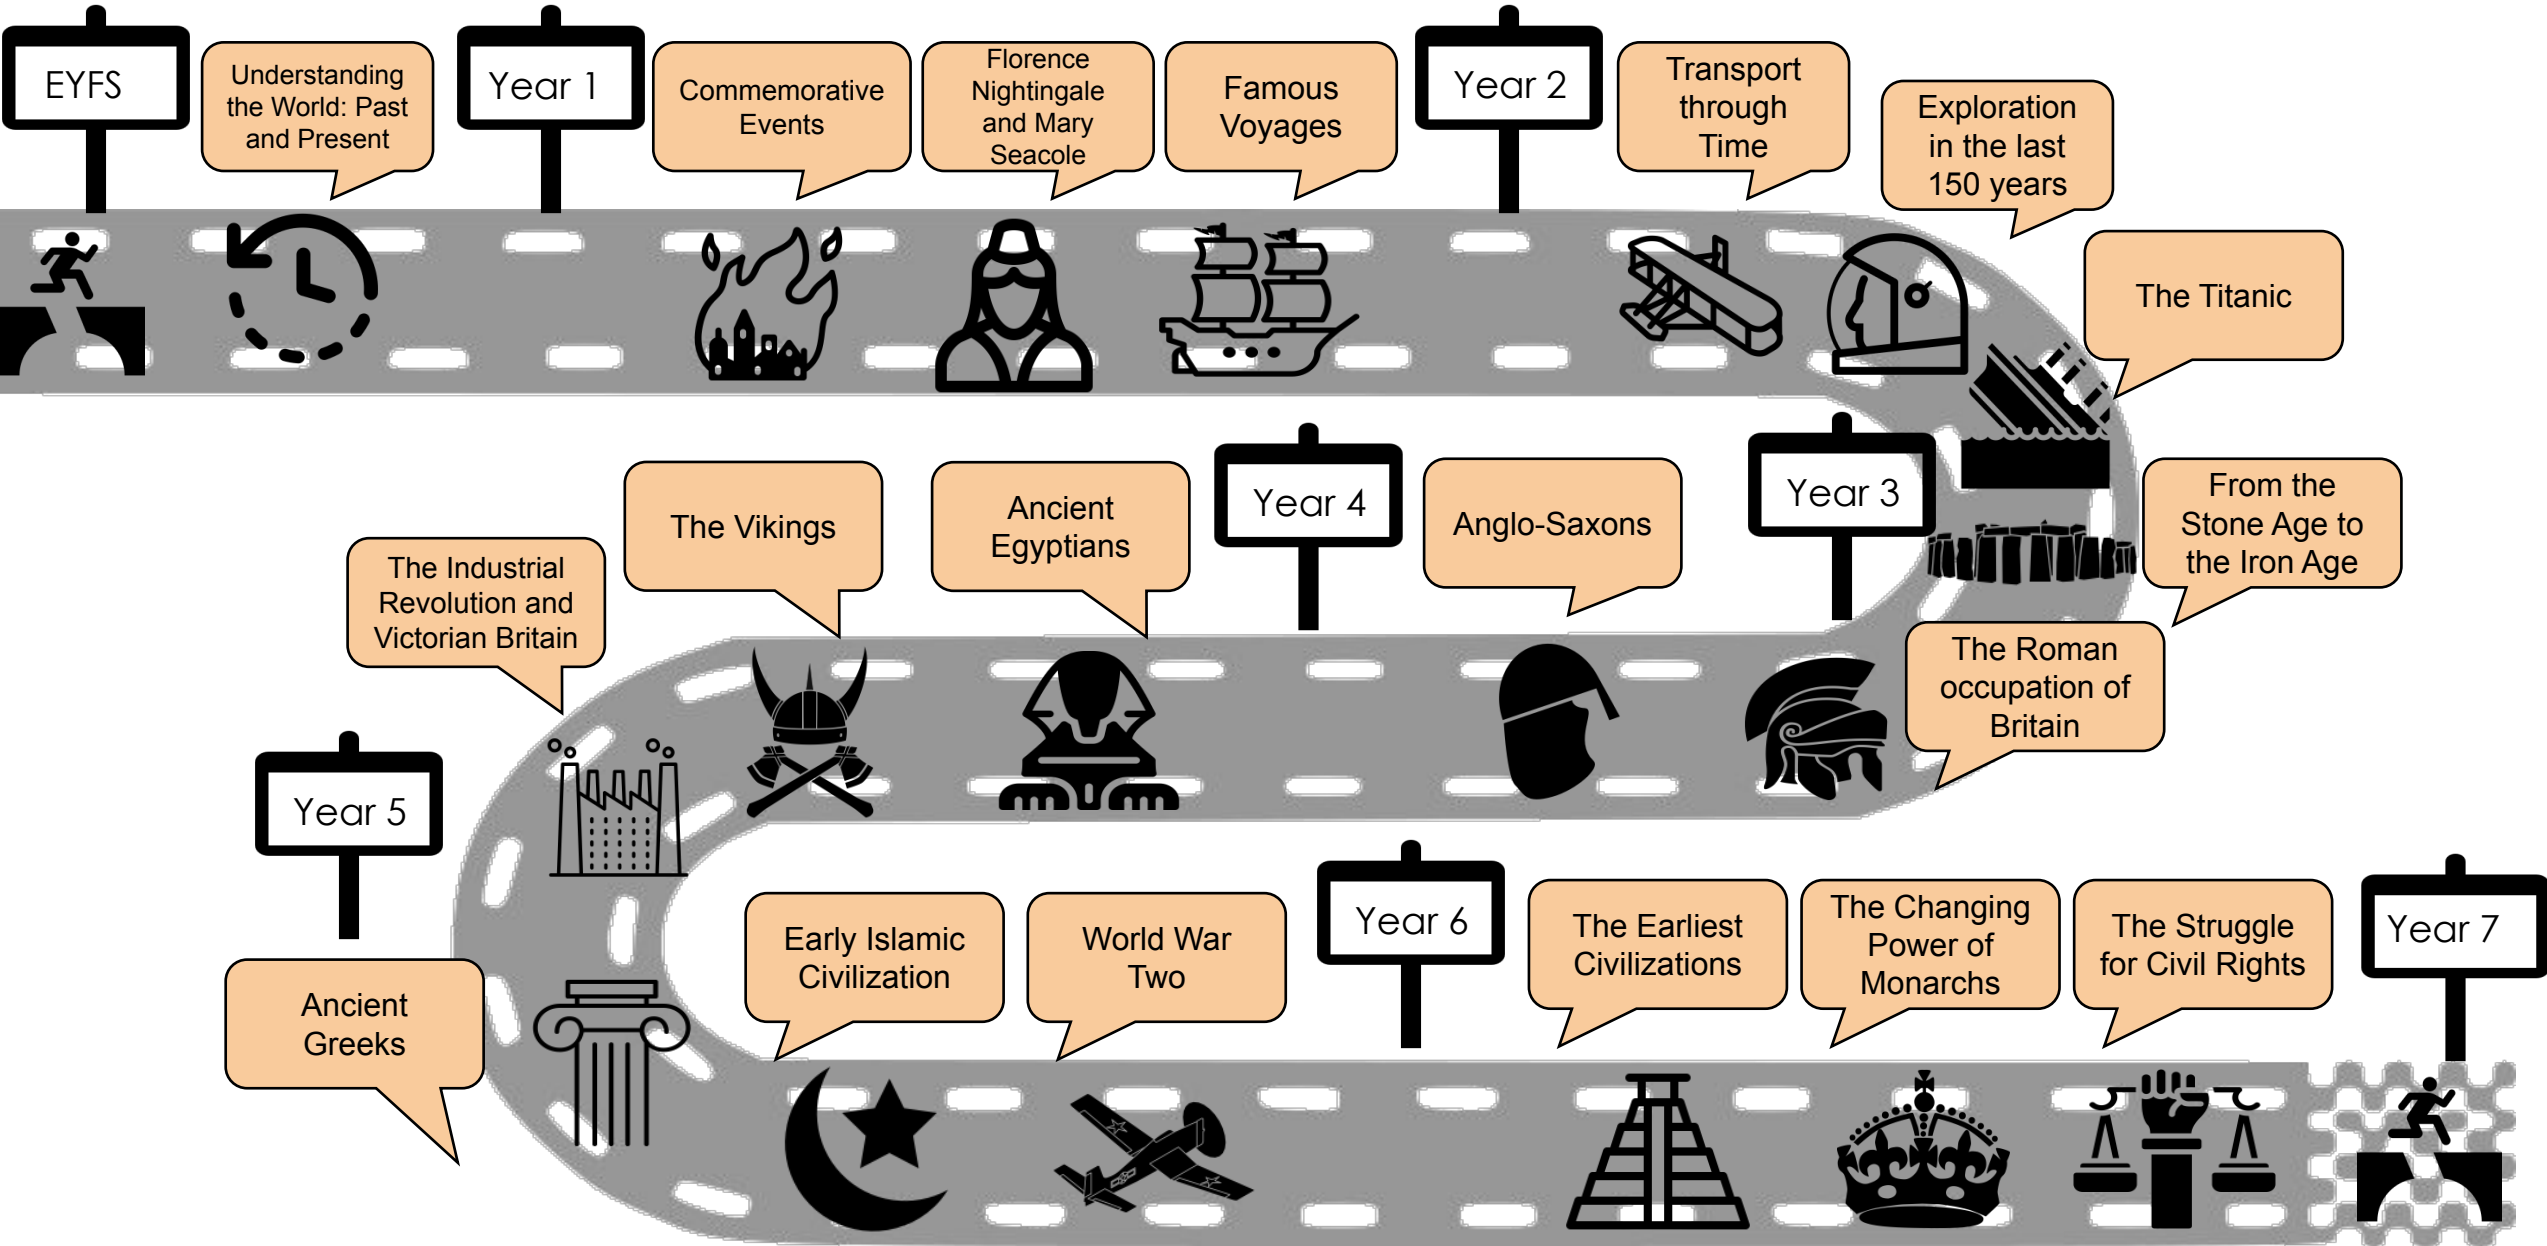 EYFS
Understanding
the World: Past
and Present
Year 1
Commemorative
Events
Florence
Nightingale
and Mary
Seacole
Famous
Voyages
Year 2
Transport
through
Time
Exploration
in the last
150 years
The Titanic
From the
Stone Age to
the Iron Age
Year 3
The Roman
occupation of
Britain
Anglo-Saxons
Year 4
Ancient
Egyptians
The Vikings
The Industrial
Revolution and
Victorian Britain
Year 5
Ancient
Greeks
Early Islamic
Civilization
World War
Two
Year 6
The Earliest
Civilizations
The Changing
Power of
Monarchs
The Struggle
for Civil Rights
Year 7